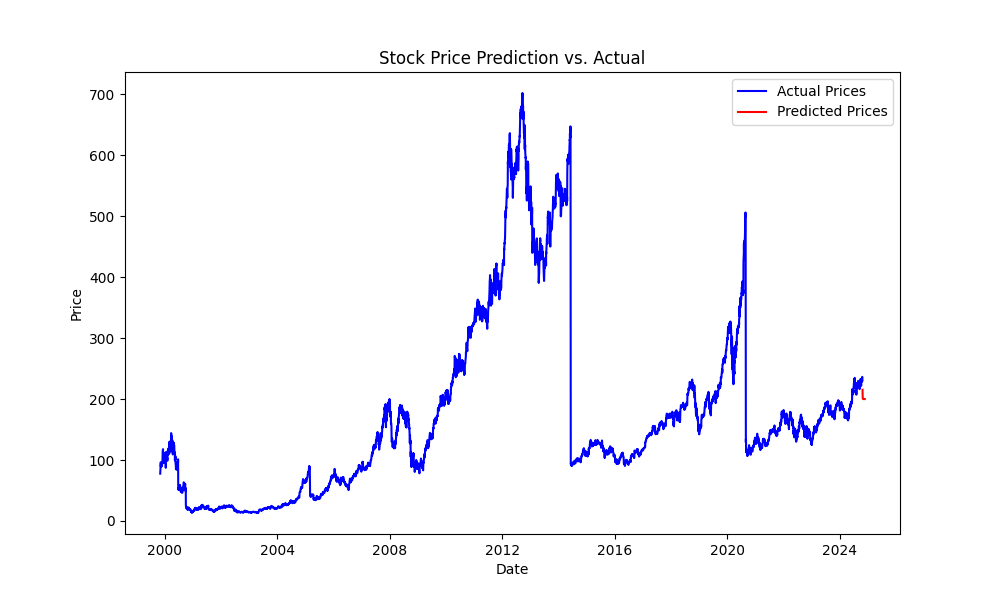 Stock Price Prediction vs. Actual
Actual Prices
Predicted Prices
700
600
500
400
300
200
100
0
Price
2000 2004 2008 2012 2016 2020 2024
Date